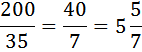 200/35 = 40/7 = 5 5/7